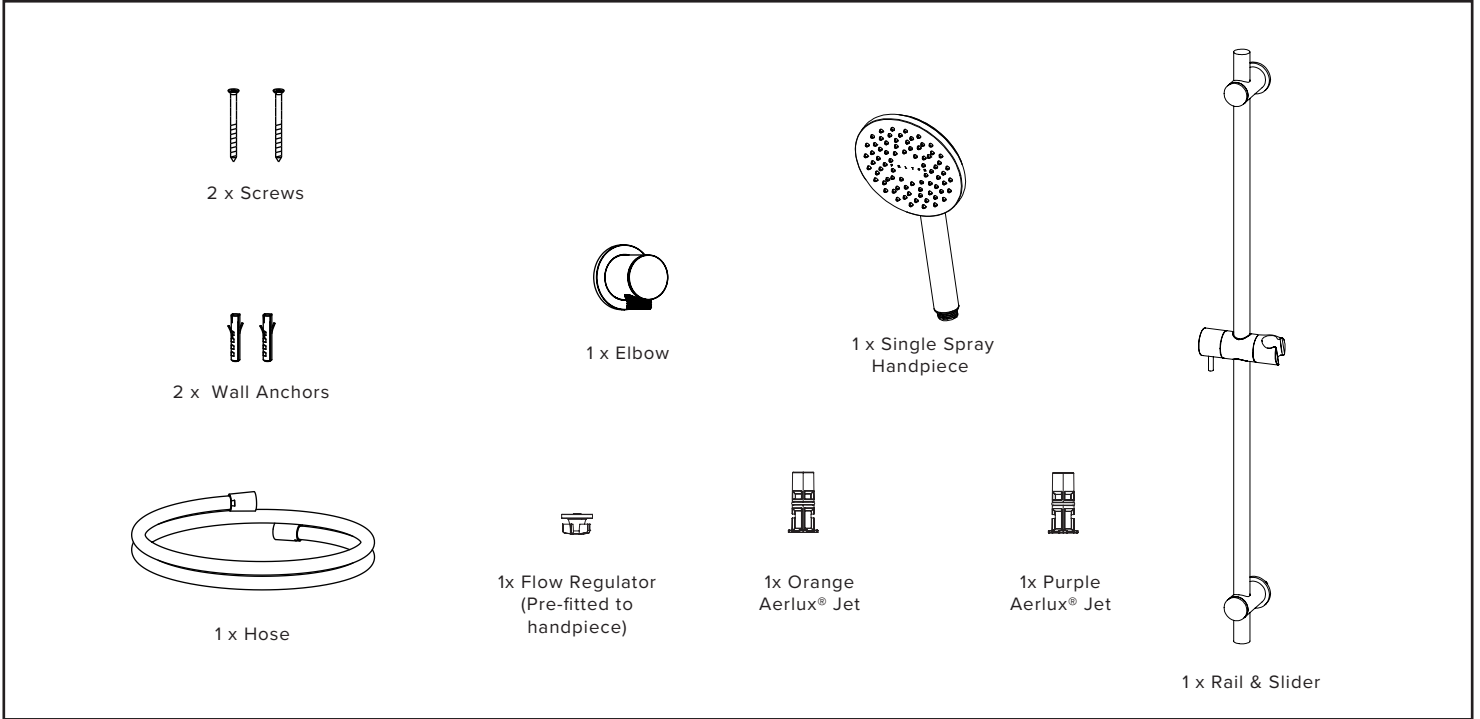 2 x Screws
1 x Elbow
1 x Single Spray
Handpiece
2 x  Wall Anchors
1 x Hose
1x Flow Regulator
(Pre-fitted to
handpiece)
1x Orange
Aerlux® Jet
1x Purple
Aerlux® Jet
1 x Rail & Slider